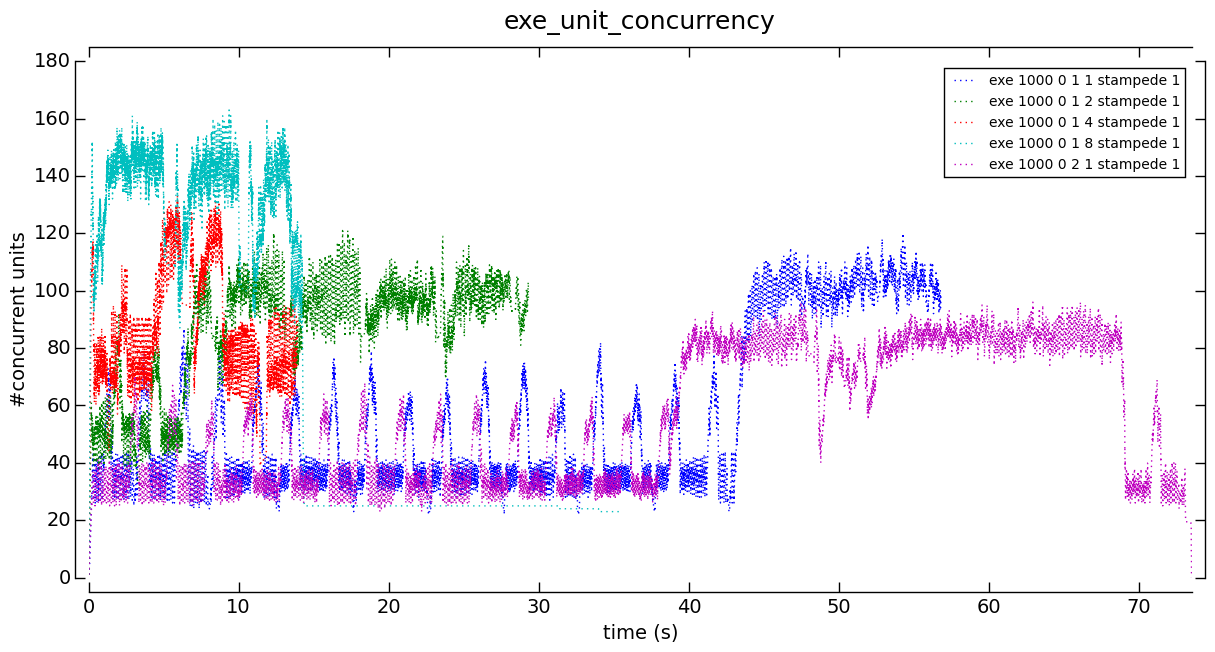 exe_unit_concurrency
180
160
140
120
100
80
60
40
20
0
#concurrent units
exe 1000 0 1 1 stampede 1
exe 1000 0 1 2 stampede 1
exe 1000 0 1 4 stampede 1
exe 1000 0 1 8 stampede 1
exe 1000 0 2 1 stampede 1
0 10 20 30 40 50 60 70
time (s)